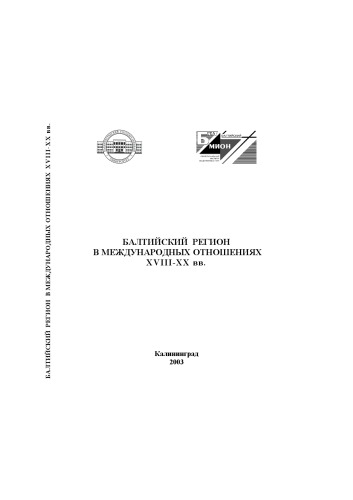 БАЛТИЙСКИЙ РЕГИОН В МЕЖДУНАРОДНЫХ ОТНОШЕНИЯХ XVIII-XX вв.
МИОН
БАЛТИЙСКИЙ РЕГИОН
В МЕЖДУНАРОДНЫХ ОТНОШЕНИЯХ
XVIII-XX вв.
Калининград
2003